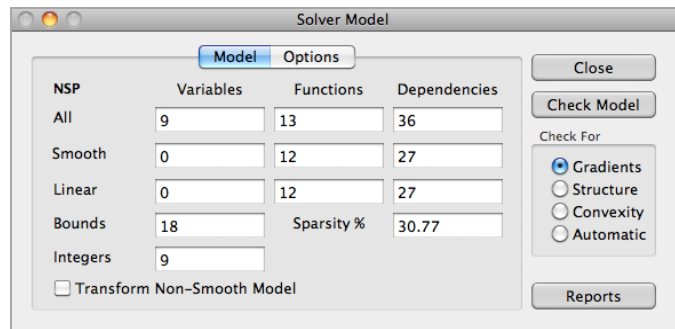 Solver Model
Model Options
NSP Variables Functions Dependencies
All 9 13 36
Smooth 0 12 27
Linear 0 12 27
Bounds 18 Sparsity % 30.77
Integers 9
Transform Non-Smooth Model
Close
Check Model
Check For
Gradients
Structure
Convexity
Automatic
Reports